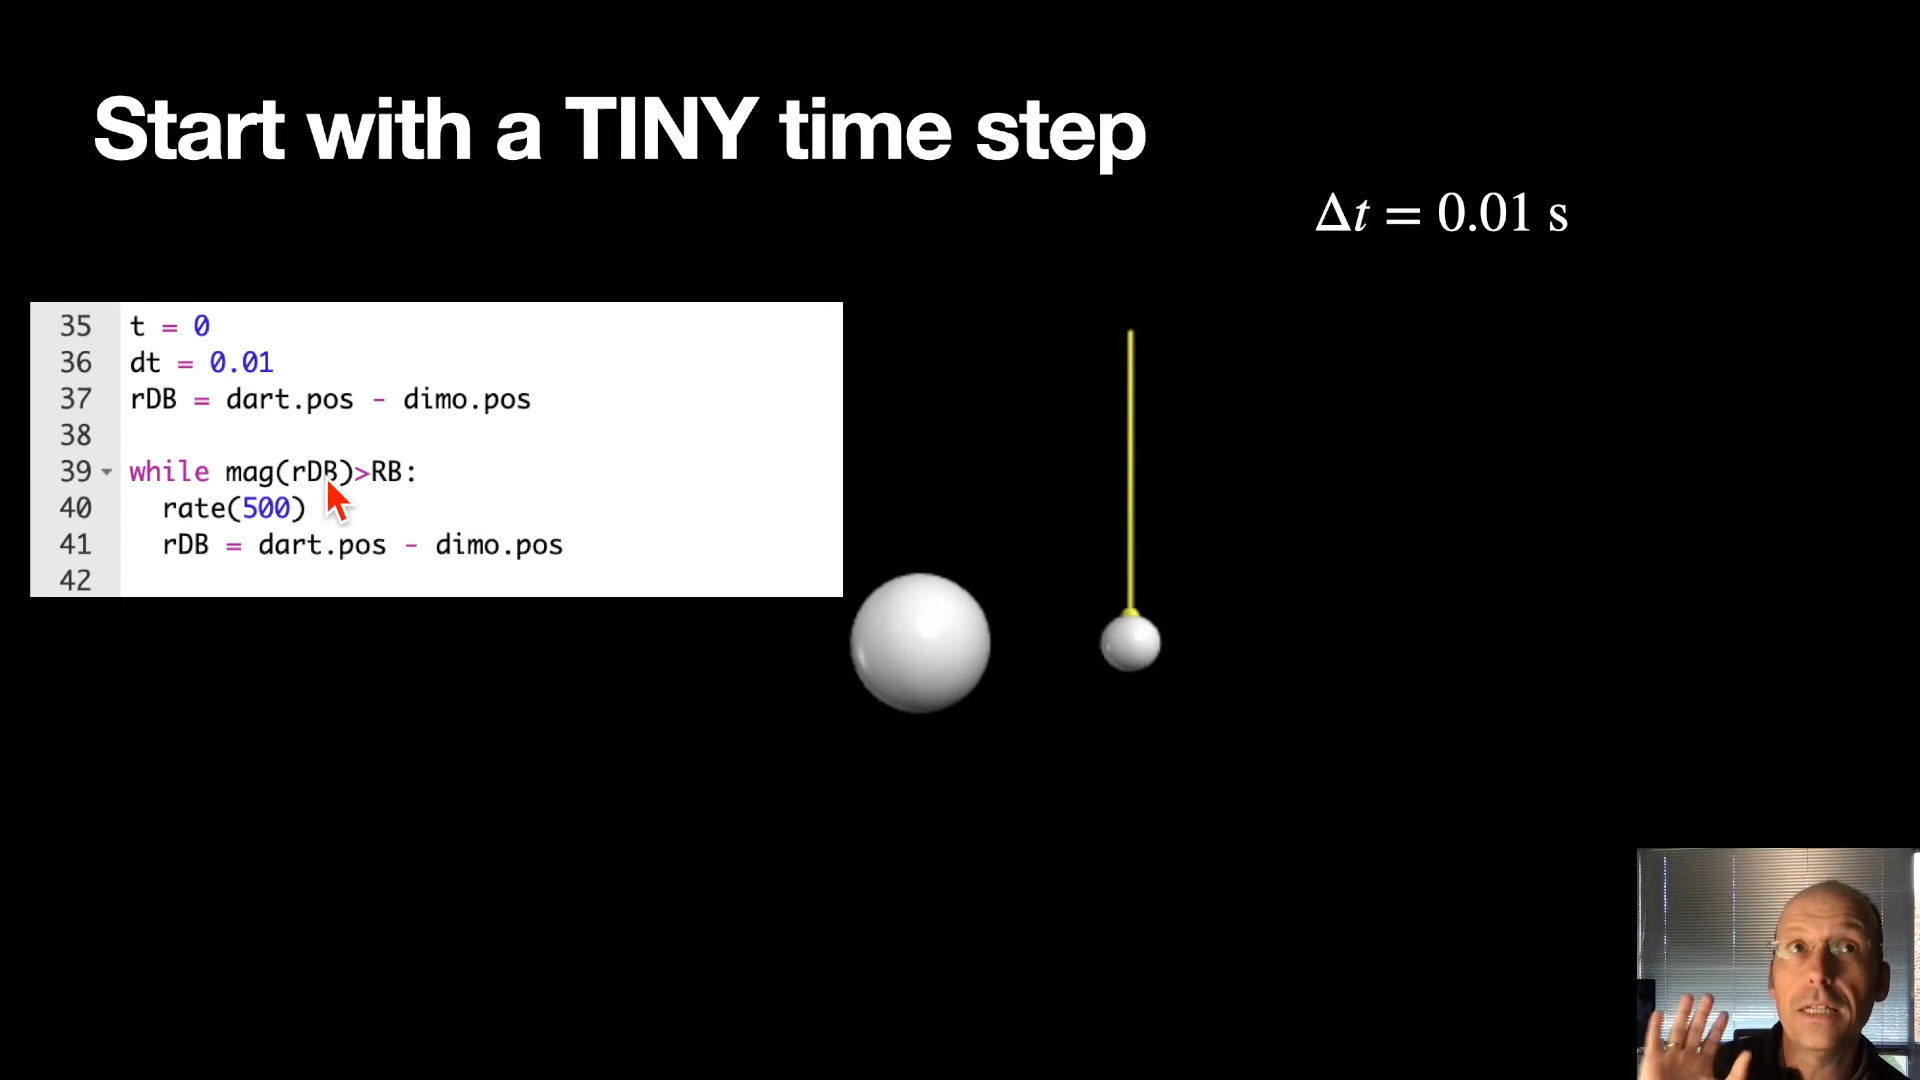 Start with a TINY time step
Δt = 0.01 s
35 t = 0
36 dt = 0.01
37 rDB = dart.pos - dimo.pos
38
39 while mag(rDB)>RB:
40 rate(500)
41 rDB = dart.pos - dimo.pos
42